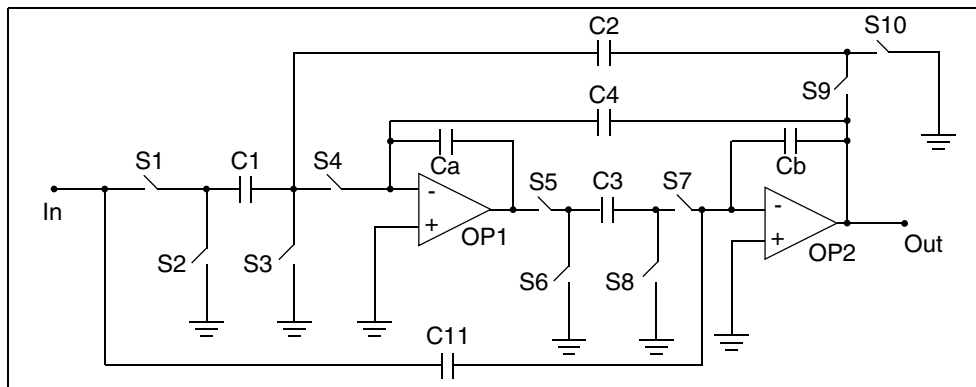 C2
S10
S9
C4
S1
C1
S4
Ca
Cb
S5
C3
S7
In
-
+
OP1
-
+
OP2
Out
S2
S3
S6
S8
C11